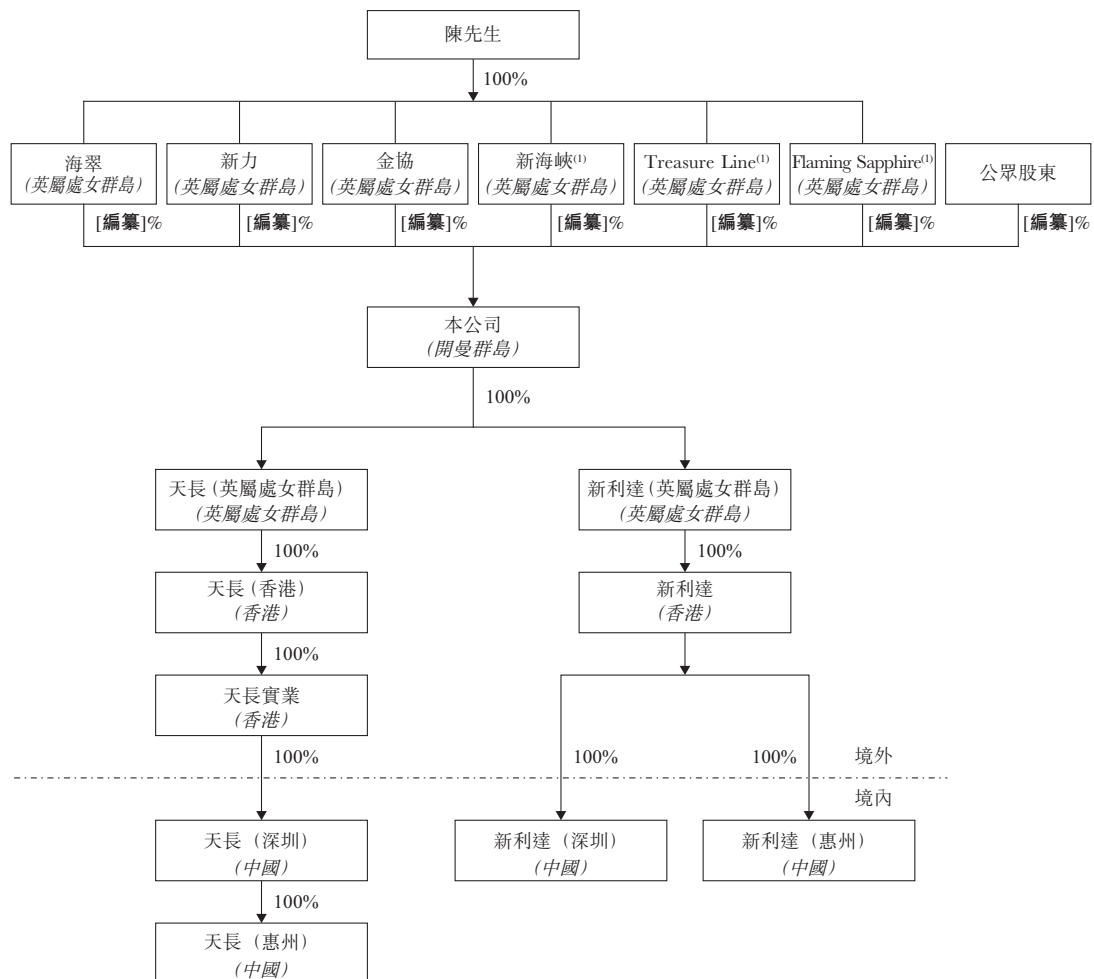 陳先生
100%
海翠
(英屬處女群島)
新力
(英屬處女群島)
金協
(英屬處女群島)
新海峽(1)
(英屬處女群島)
Treasure Line(1)
(英屬處女群島)
Flaming Sapphire(1)
(英屬處女群島)
公眾股東
[編纂]%
[編纂]%
[編纂]%
[編纂]%
[編纂]%
[編纂]%
[編纂]%
本公司
(開曼群島)
100%
天長(英屬處女群島)
(英屬處女群島)
新利達(英屬處女群島)
(英屬處女群島)
100%
100%
天長(香港)
(香港)
新利達
(香港)
100%
天長實業
(香港)
100%
100%
100%
境外
境內
天長(深圳)
(中國)
新利達(深圳)
(中國)
新利達(惠州)
(中國)
100%
天長(惠州)
(中國)